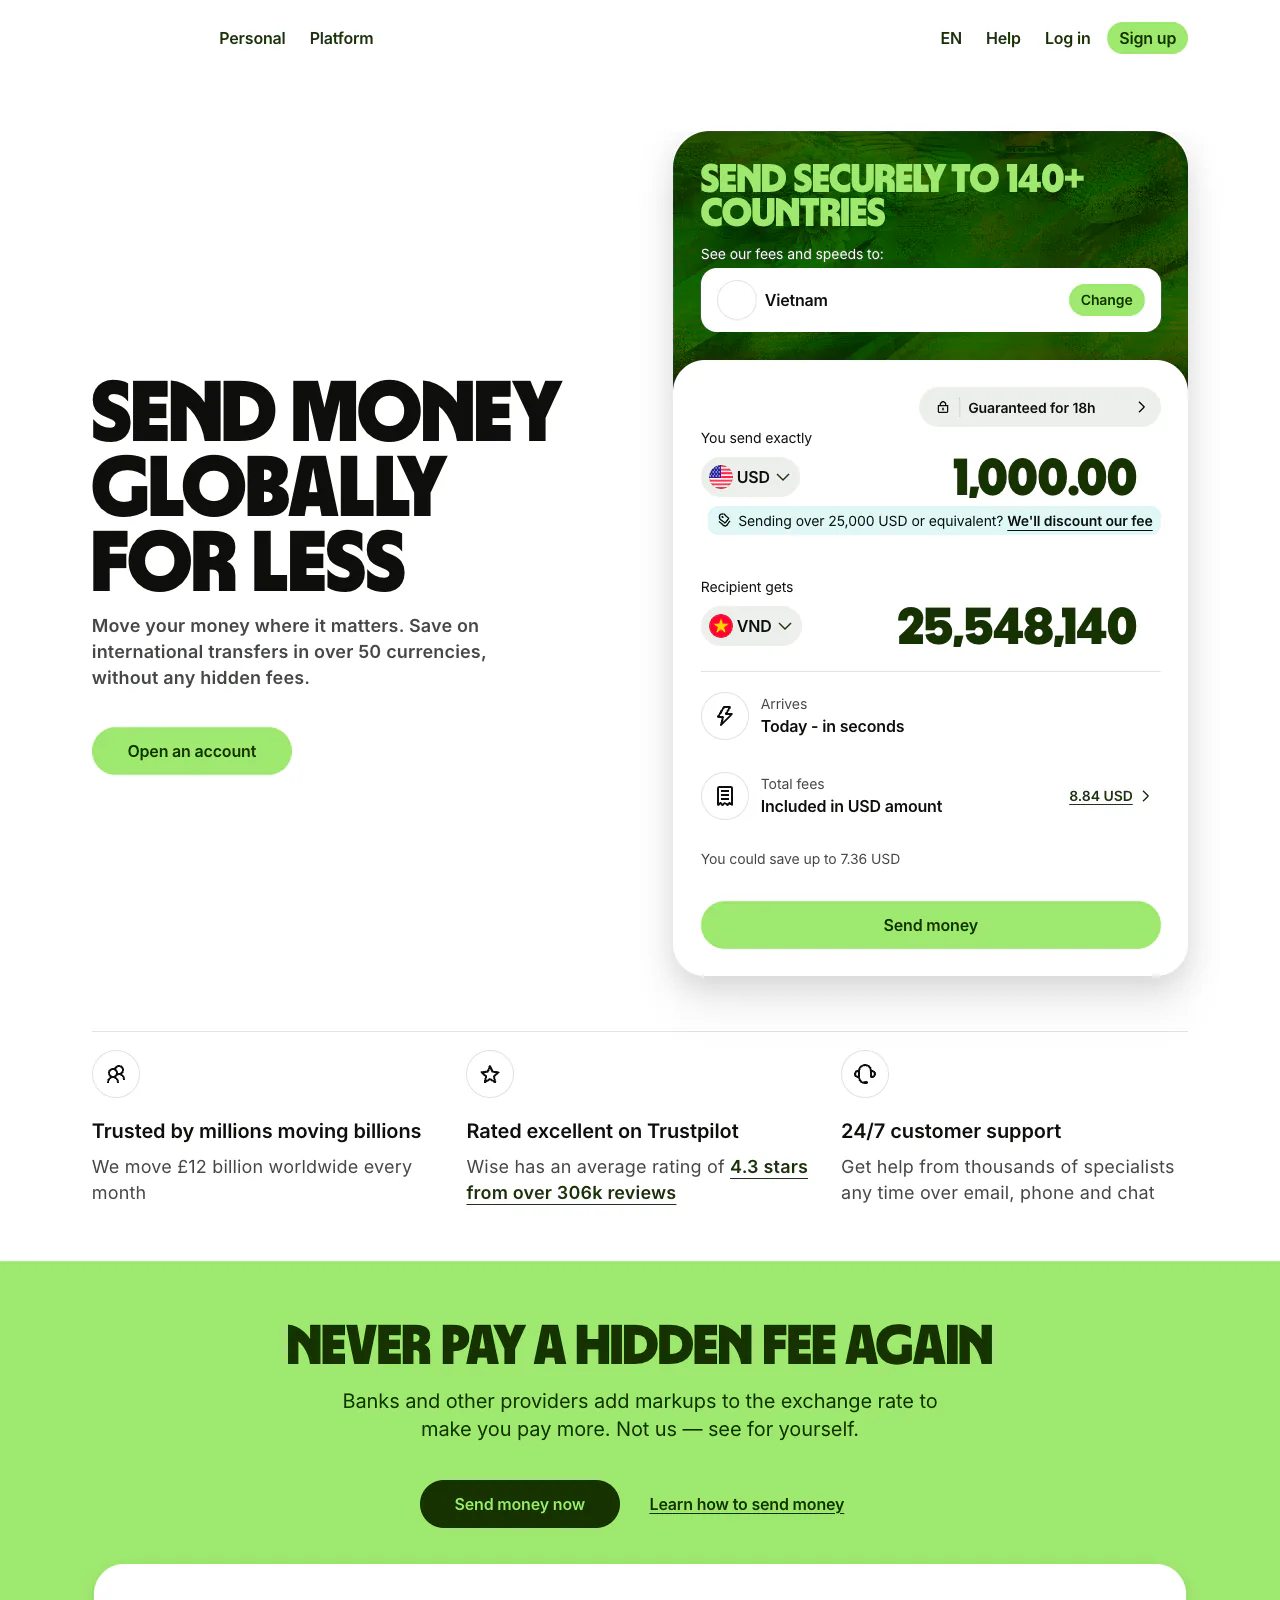 Personal Platform EN Help Log in Sign up
SEND MONEY
GLOBALLY
FOR LESS
Move your money where it matters. Save on
international transfers in over 50 currencies,
without any hidden fees.
Open an account
SEND SECURELY TO 140+
COUNTRIES
See our fees and speeds to:
Vietnam Change
Guaranteed for 18h
You send exactly
USD 1,000.00
Sending over 25,000 USD or equivalent? We'll discount our fee
Recipient gets
VND 25,548,140
Arrives
Today - in seconds
Total fees
Included in USD amount 8.84 USD
You could save up to 7.36 USD
Send money
Trusted by millions moving billions
We move £12 billion worldwide every
month
Rated excellent on Trustpilot
Wise has an average rating of 4.3 stars
from over 306k reviews
24/7 customer support
Get help from thousands of specialists
any time over email, phone and chat
NEVER PAY A HIDDEN FEE AGAIN
Banks and other providers add markups to the exchange rate to
make you pay more. Not us — see for yourself.
Send money now Learn how to send money